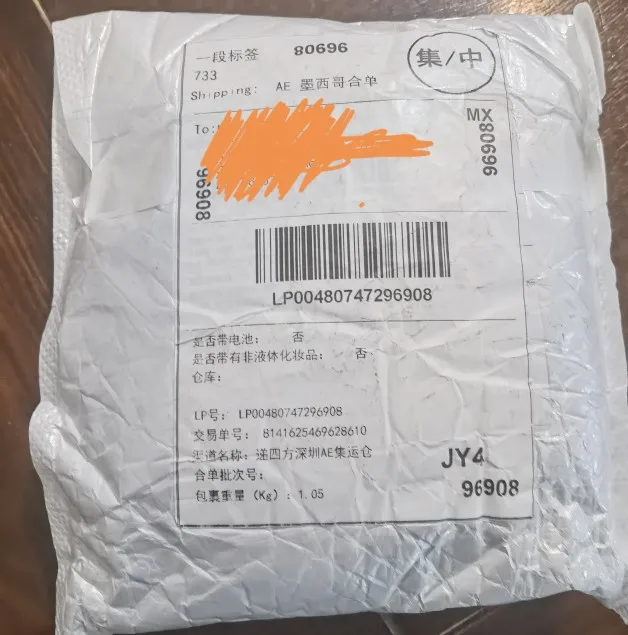 一段标签 80696
集/中
733
Shipping: AE 墨西哥合单
To:
MX
96908
96908
LP00480747296908
是否带电池: 否
是否带有非液体化妆品: 否
仓库:
LP号: LP00480747296908
交易单号: 8141625469628610
渠道名称: 递四方深圳AE集运仓
JY4
合单批次号:
96908
包裹重量 (Kg) : 1.05